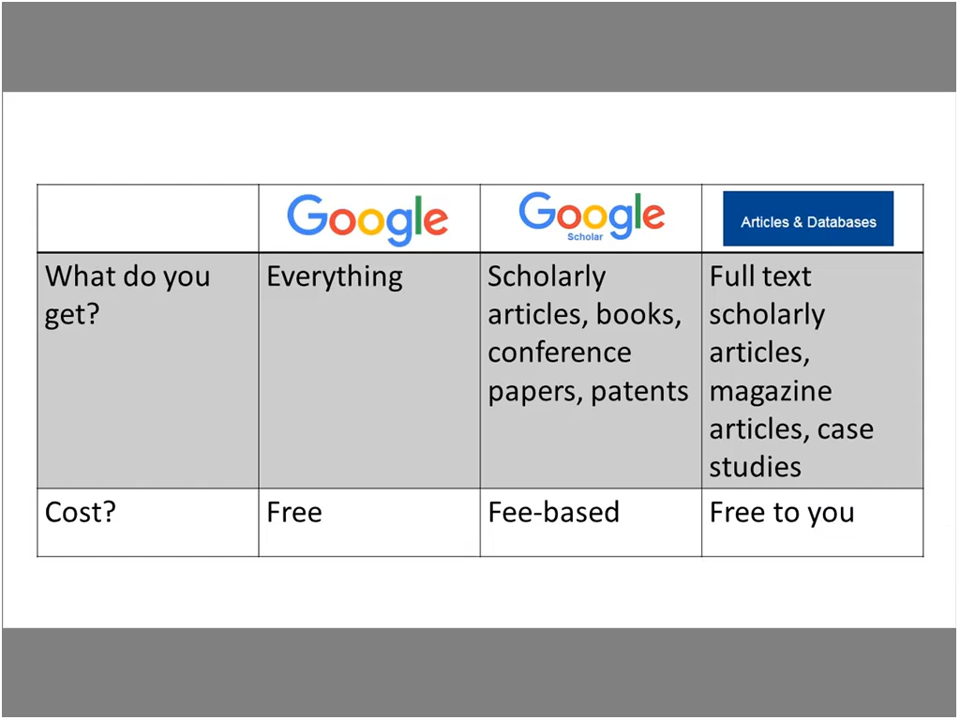 Google
Google
Scholar
Articles & Databases
What do you
get?
Everything
Scholarly
articles, books,
conference
papers, patents
Full text
scholarly
articles,
magazine
articles, case
studies
Cost?
Free
Fee-based
Free to you